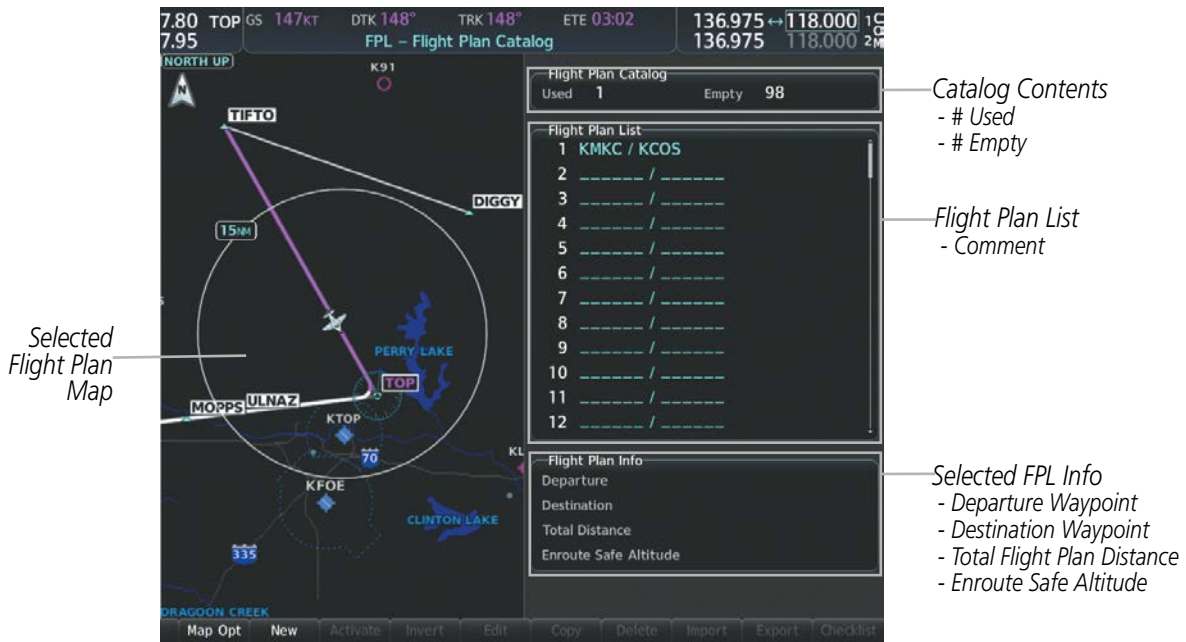 7.80 TOP GS 147KT DTK 148° TRK 148° ETE 03:02 136.975 ↔ 118.000 1 C
7.95 FPL – Flight Plan Catalog 136.975 118.000 2 M
NORTH UP
N
K91
TIFTO
DIGGY
15NM
PERRY LAKE
TOP
MOPPS ULNAZ
KTOP
70
KL
KFOE
CLINTON LAKE
335
DRAGOON CREEK
Flight Plan Catalog
Used 1 Empty 98
Flight Plan List
1 KMKC / KCOS
2 ______ / ______
3 ______ / ______
4 ______ / ______
5 ______ / ______
6 ______ / ______
7 ______ / ______
8 ______ / ______
9 ______ / ______
10 ______ / ______
11 ______ / ______
12 ______ / ______
Flight Plan Info
Departure
Destination
Total Distance
Enroute Safe Altitude
Map Opt New Activate Invert Edit Copy Delete Import Export Checklist
Selected
Flight Plan
Map
Catalog Contents
- # Used
- # Empty
Flight Plan List
- Comment
Selected FPL Info
- Departure Waypoint
- Destination Waypoint
- Total Flight Plan Distance
- Enroute Safe Altitude